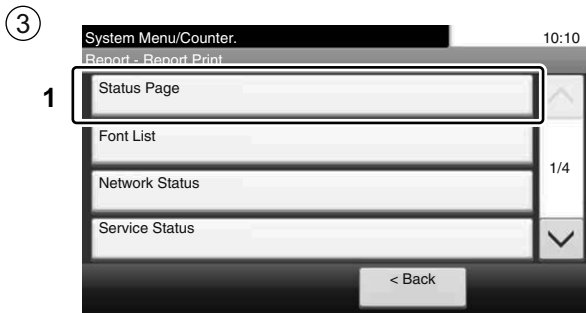 3
System Menu/Counter. 10:10
Report - Report Print
1
Status Page
Font List
1/4
Network Status
Service Status
< Back